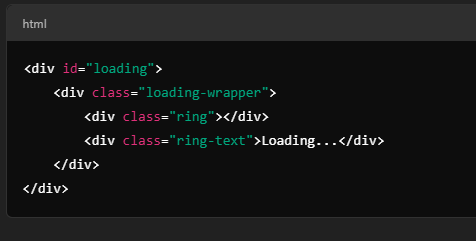 html
<div id="loading">
    <div class="loading-wrapper">
        <div class="ring"></div>
        <div class="ring-text">Loading...</div>
    </div>
</div>